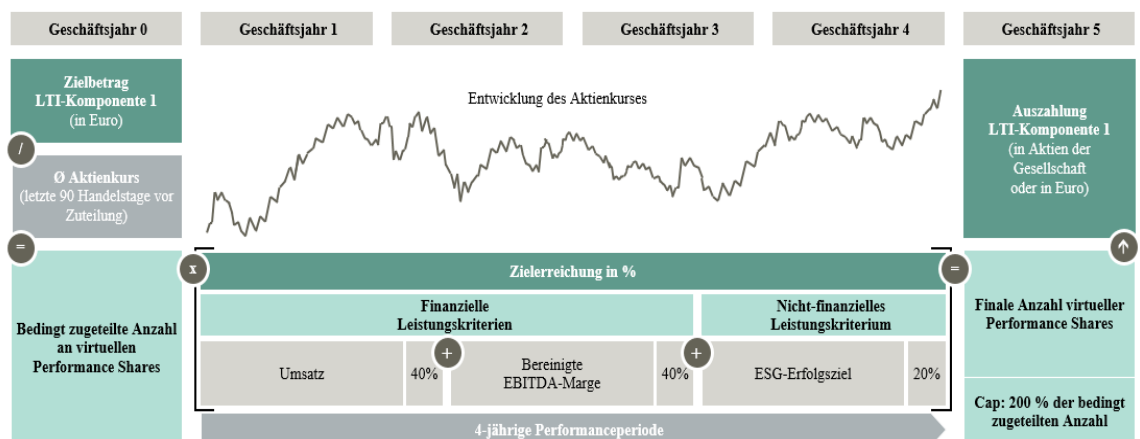 Geschäftsjahr 0
Geschäftsjahr 1
Geschäftsjahr 2
Geschäftsjahr 3
Geschäftsjahr 4
Geschäftsjahr 5
Zielbetrag
LTI-Komponente 1
(in Euro)
/
Ø Aktienkurs
(letzte 90 Handelstage vor
Zuteilung)
=
Bedingt zugeteilte Anzahl
an virtuellen
Performance Shares
x
Entwicklung des Aktienkurses
Zielerreichung in %
Finanzielle
Leistungskriterien
Nicht-finanzielles
Leistungskriterium
Umsatz
40%
+
Bereinigte
EBITDA-Marge
40%
+
ESG-Erfolgsziel
20%
4-jährige Performanceperiode
=
Auszahlung
LTI-Komponente 1
(in Aktien der
Gesellschaft
oder in Euro)
↑
Finale Anzahl virtueller
Performance Shares
Cap: 200 % der bedingt
zugeteilten Anzahl